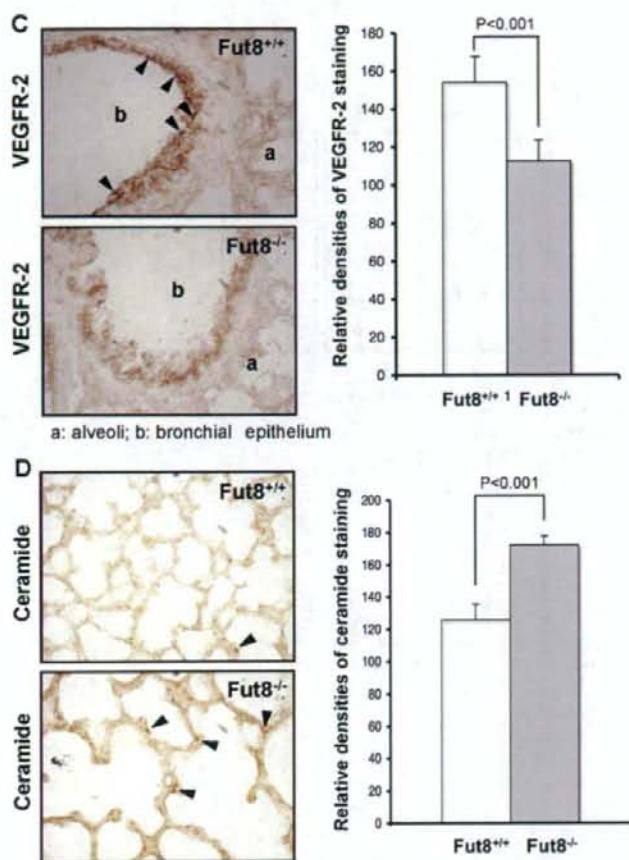 C
VEGFR-2
Fut8+/+
b
a
VEGFR-2
Fut8-/-
b
a
a: alveoli; b: bronchial epithelium
Relative densities of VEGFR-2 staining
P<0.001
180
160
140
120
100
80
60
40
20
0
Fut8+/+ 1 Fut8-/-
D
Ceramide
Fut8+/+
Ceramide
Fut8-/-
Relative densities of ceramide staining
P<0.001
200
180
160
140
120
100
80
60
40
20
0
Fut8+/+ Fut8-/-